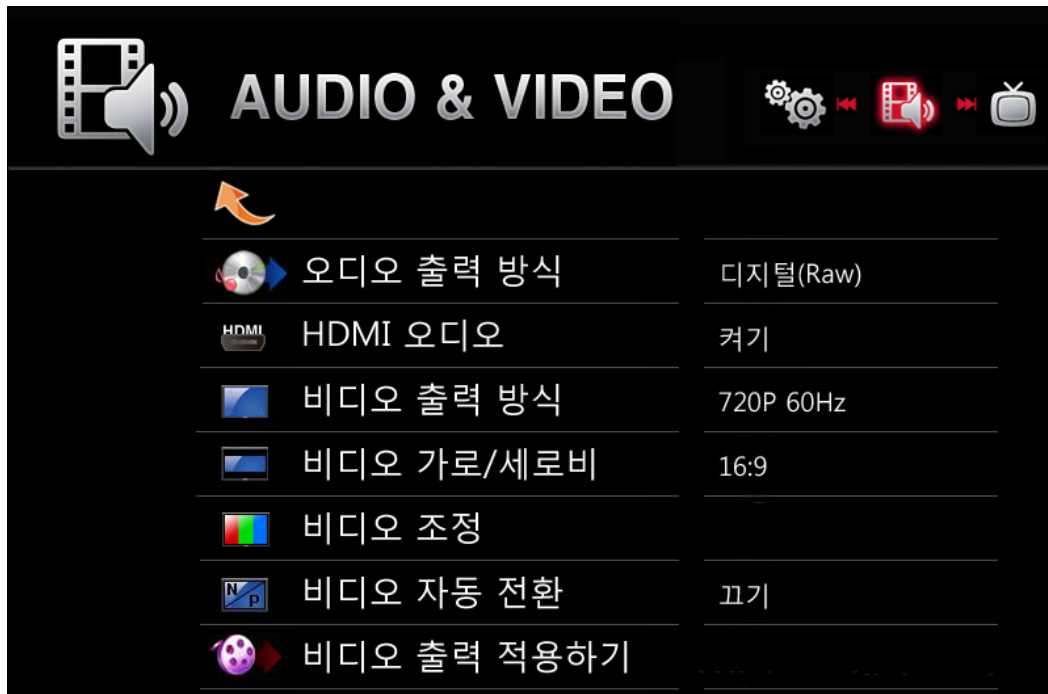 AUDIO & VIDEO
오디오 출력 방식 디지털(Raw)
HDMI HDMI 오디오 켜기
비디오 출력 방식 720P 60Hz
비디오 가로/세로비 16:9
비디오 조정
N/P 비디오 자동 전환 끄기
비디오 출력 적용하기